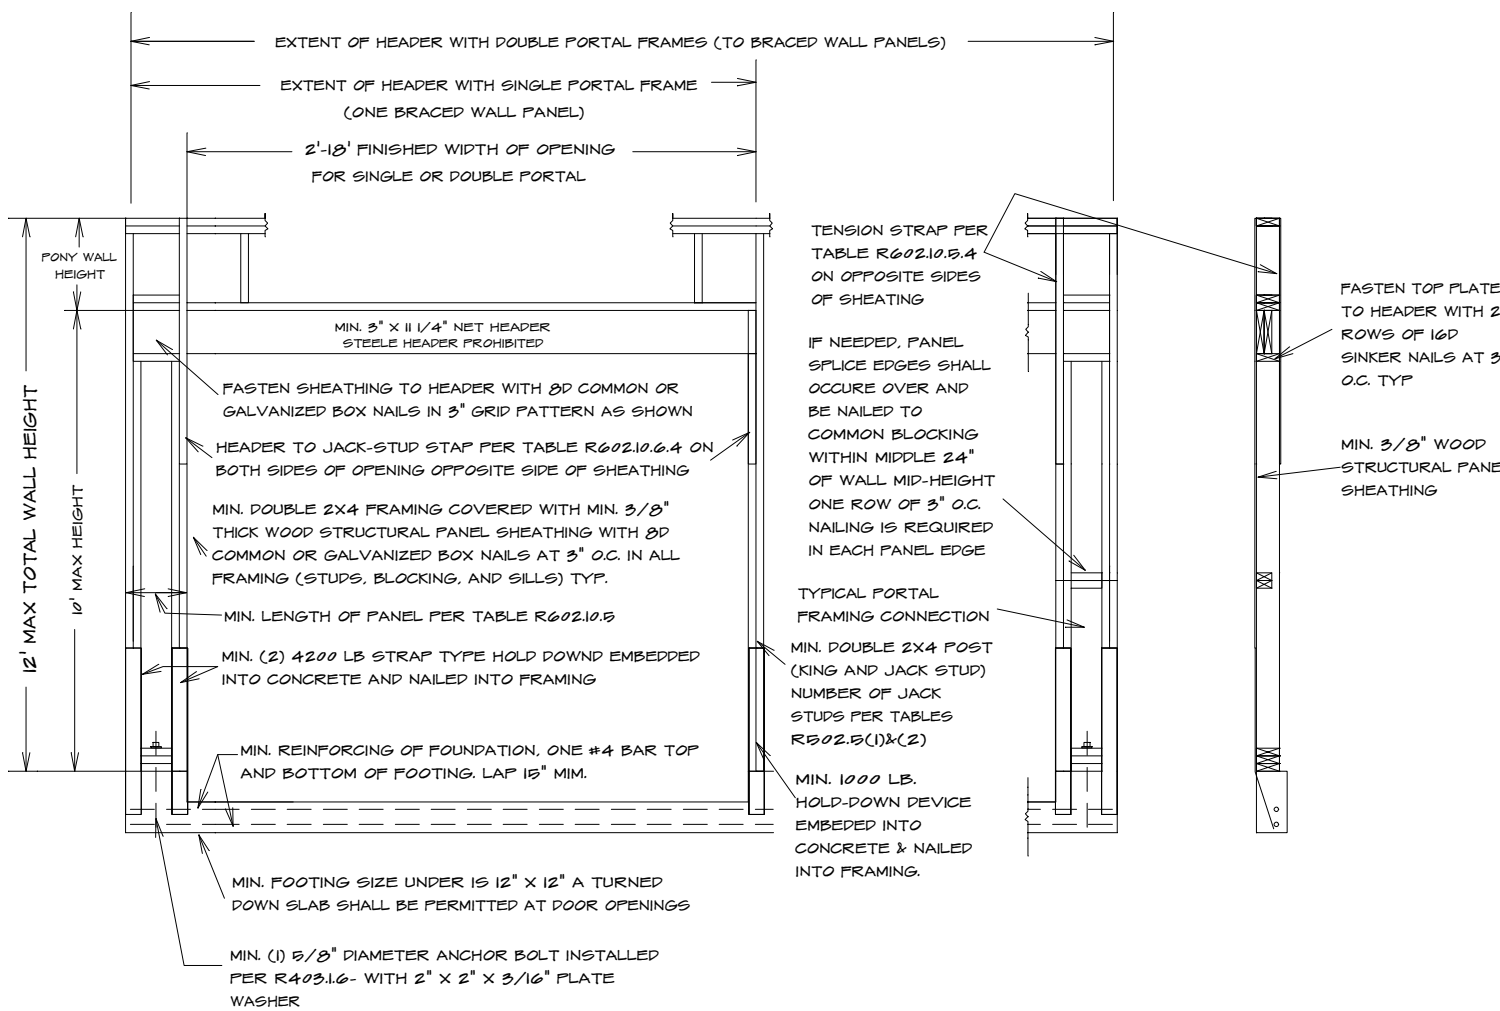 EXTENT OF HEADER WITH DOUBLE PORTAL FRAMES (TO BRACED WALL PANELS)
EXTENT OF HEADER WITH SINGLE PORTAL FRAME
(ONE BRACED WALL PANEL)
2'-18' FINISHED WIDTH OF OPENING
FOR SINGLE OR DOUBLE PORTAL
PONY WALL
HEIGHT
12' MAX TOTAL WALL HEIGHT
10' MAX HEIGHT
MIN. 3" X 11 1/4" NET HEADER
STEELE HEADER PROHIBITED
FASTEN SHEATHING TO HEADER WITH 8D COMMON OR
GALVANIZED BOX NAILS IN 3" GRID PATTERN AS SHOWN
HEADER TO JACK-STUD STAP PER TABLE R602.10.6.4 ON
BOTH SIDES OF OPENING OPPOSITE SIDE OF SHEATHING
MIN. DOUBLE 2X4 FRAMING COVERED WITH MIN. 3/8"
THICK WOOD STRUCTURAL PANEL SHEATHING WITH 8D
COMMON OR GALVANIZED BOX NAILS AT 3" O.C. IN ALL
FRAMING (STUDS, BLOCKING, AND SILLS) TYP.
MIN. LENGTH OF PANEL PER TABLE R602.10.5
MIN. (2) 4200 LB STRAP TYPE HOLD DOWND EMBEDDED
INTO CONCRETE AND NAILED INTO FRAMING
MIN. REINFORCING OF FOUNDATION, ONE #4 BAR TOP
AND BOTTOM OF FOOTING. LAP 15" MIM.
MIN. FOOTING SIZE UNDER IS 12" X 12" A TURNED
DOWN SLAB SHALL BE PERMITTED AT DOOR OPENINGS
MIN. (1) 5/8" DIAMETER ANCHOR BOLT INSTALLED
PER R403.1.6- WITH 2" X 2" X 3/16" PLATE
WASHER
TENSION STRAP PER
TABLE R602.10.5.4
ON OPPOSITE SIDES
OF SHEATING
IF NEEDED, PANEL
SPLICE EDGES SHALL
OCCURE OVER AND
BE NAILED TO
COMMON BLOCKING
WITHIN MIDDLE 24"
OF WALL MID-HEIGHT
ONE ROW OF 3" O.C.
NAILING IS REQUIRED
IN EACH PANEL EDGE
TYPICAL PORTAL
FRAMING CONNECTION
MIN. DOUBLE 2X4 POST
(KING AND JACK STUD)
NUMBER OF JACK
STUDS PER TABLES
R502.5(1)&(2)
MIN. 1000 LB.
HOLD-DOWN DEVICE
EMBEDED INTO
CONCRETE & NAILED
INTO FRAMING.
FASTEN TOP PLATE
TO HEADER WITH 2
ROWS OF 16D
SINKER NAILS AT 3
O.C. TYP
MIN. 3/8" WOOD
STRUCTURAL PANE
SHEATHING